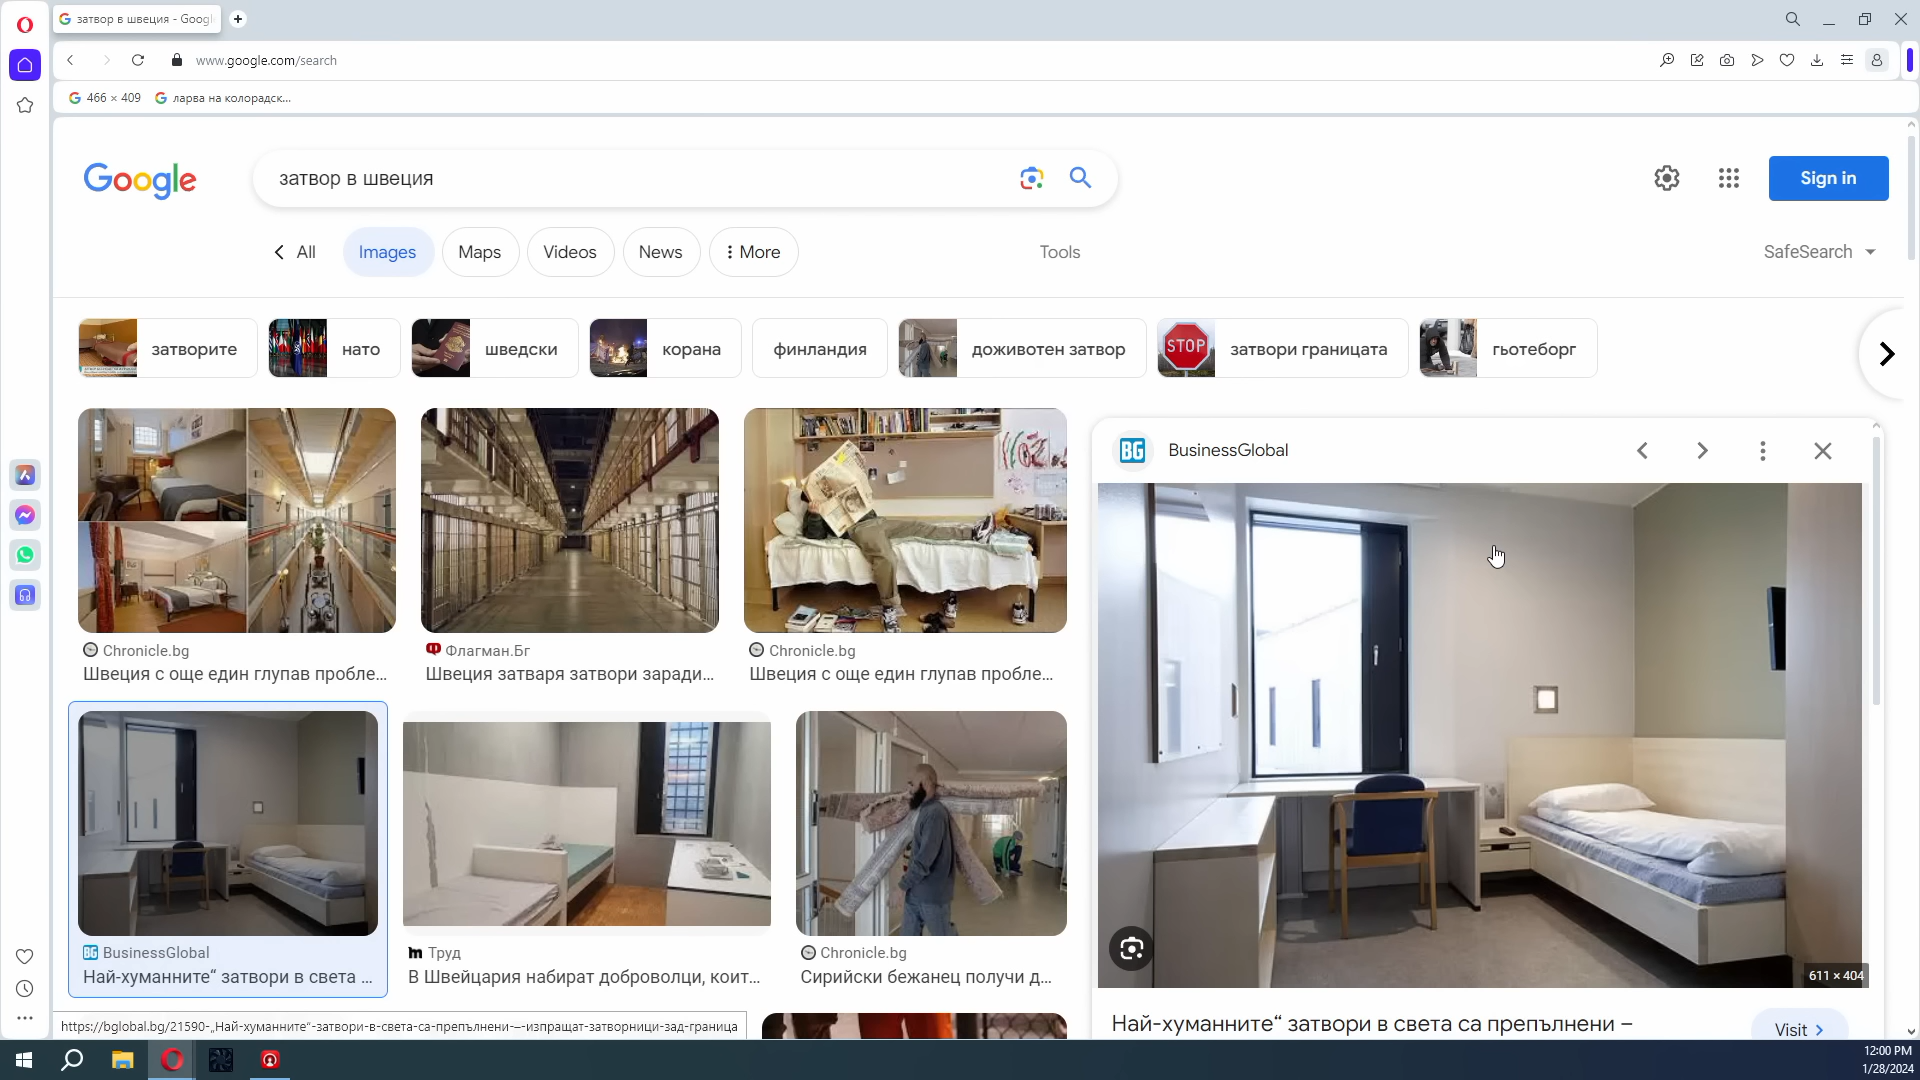 затвор в швеция - Googl
www.google.com/search
466 × 409
ларва на колорадск...
Google
затвор в швеция
Sign in
All
Images
Maps
Videos
News
More
Tools
SafeSearch
затворите
нато
шведски
корана
финландия
доживотен затвор
STOP
затвори границата
гьотеборг
Chronicle.bg
Швеция с още един глупав пробле...
Флагман.Бг
Швеция затваря затвори заради...
Chronicle.bg
Швеция с още един глупав пробле...
BG BusinessGlobal
611 × 404
BG BusinessGlobal
Най-хуманните“ затвори в света ...
Труд
В Швейцария набират доброволци, коит...
Chronicle.bg
Сирийски бежанец получи д...
Най-хуманните“ затвори в света са препълнени –
Visit
https://bglobal.bg/21590-„Най-хуманните“-затвори-в-света-са-препълнени-–-изпращат-затворници-зад-граница
12:00 PM
1/28/2024